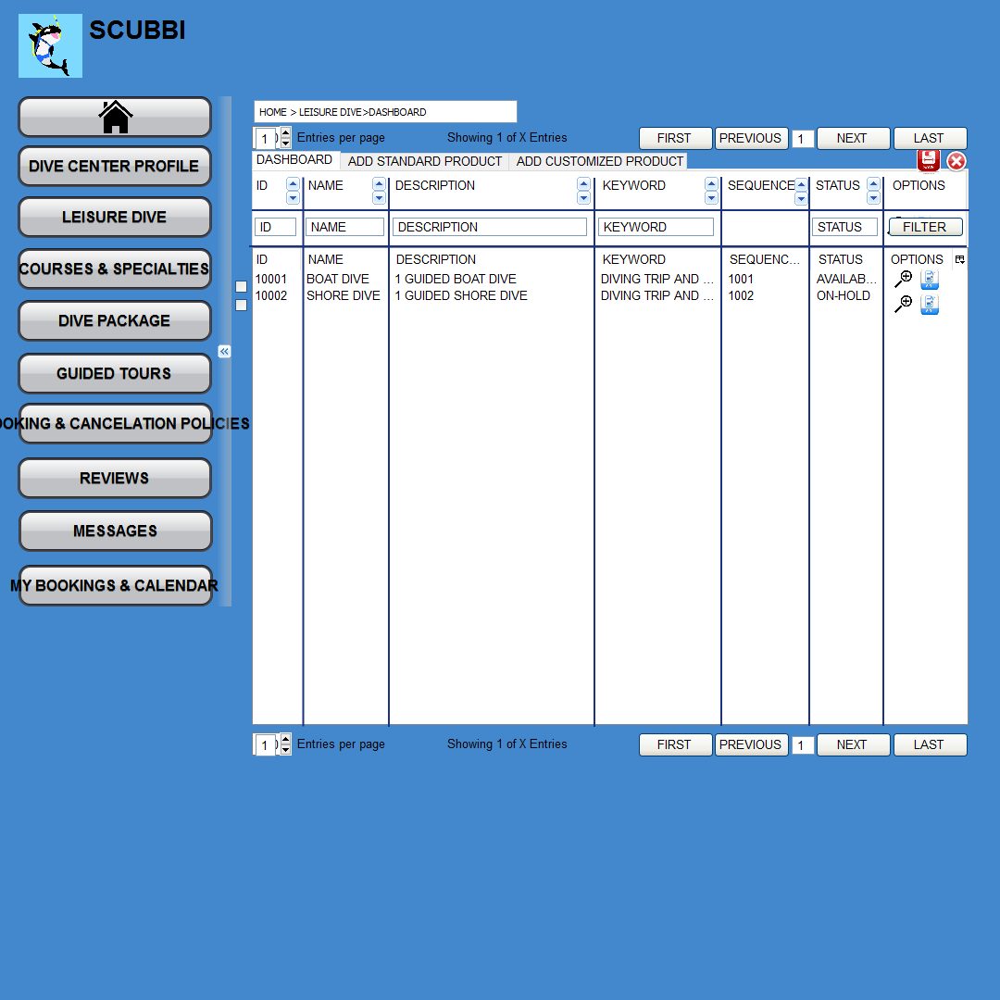 SCUBBI
DIVE CENTER PROFILE
LEISURE DIVE
COURSES & SPECIALTIES
DIVE PACKAGE
GUIDED TOURS
OOKING & CANCELATION POLICIES
REVIEWS
MESSAGES
MY BOOKINGS & CALENDAR
HOME > LEISURE DIVE>DASHBOARD
1 Entries per page Showing 1 of X Entries FIRST PREVIOUS 1 NEXT LAST
DASHBOARD ADD STANDARD PRODUCT ADD CUSTOMIZED PRODUCT SAVE
ID NAME DESCRIPTION KEYWORD SEQUENCE STATUS OPTIONS
ID NAME DESCRIPTION KEYWORD STATUS FILTER
ID NAME DESCRIPTION KEYWORD SEQUENC... STATUS OPTIONS
10001 BOAT DIVE 1 GUIDED BOAT DIVE DIVING TRIP AND ... 1001 AVAILAB...
10002 SHORE DIVE 1 GUIDED SHORE DIVE DIVING TRIP AND ... 1002 ON-HOLD
1 Entries per page Showing 1 of X Entries FIRST PREVIOUS 1 NEXT LAST